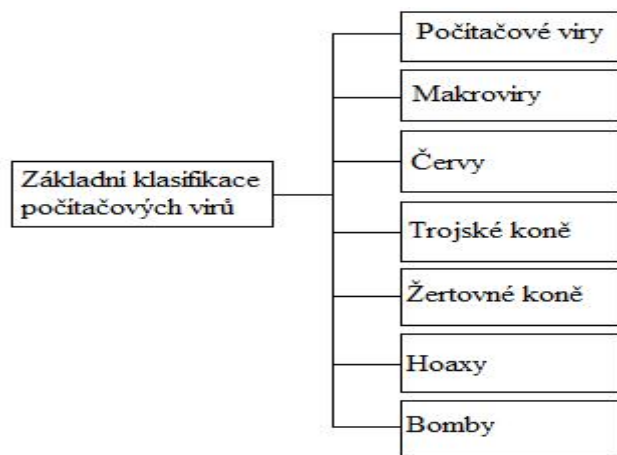 Základní klasifikace
počítačových virů
Počítačové viry
Makroviry
Červy
Trojské koně
Žertovné koně
Hoaxy
Bomby